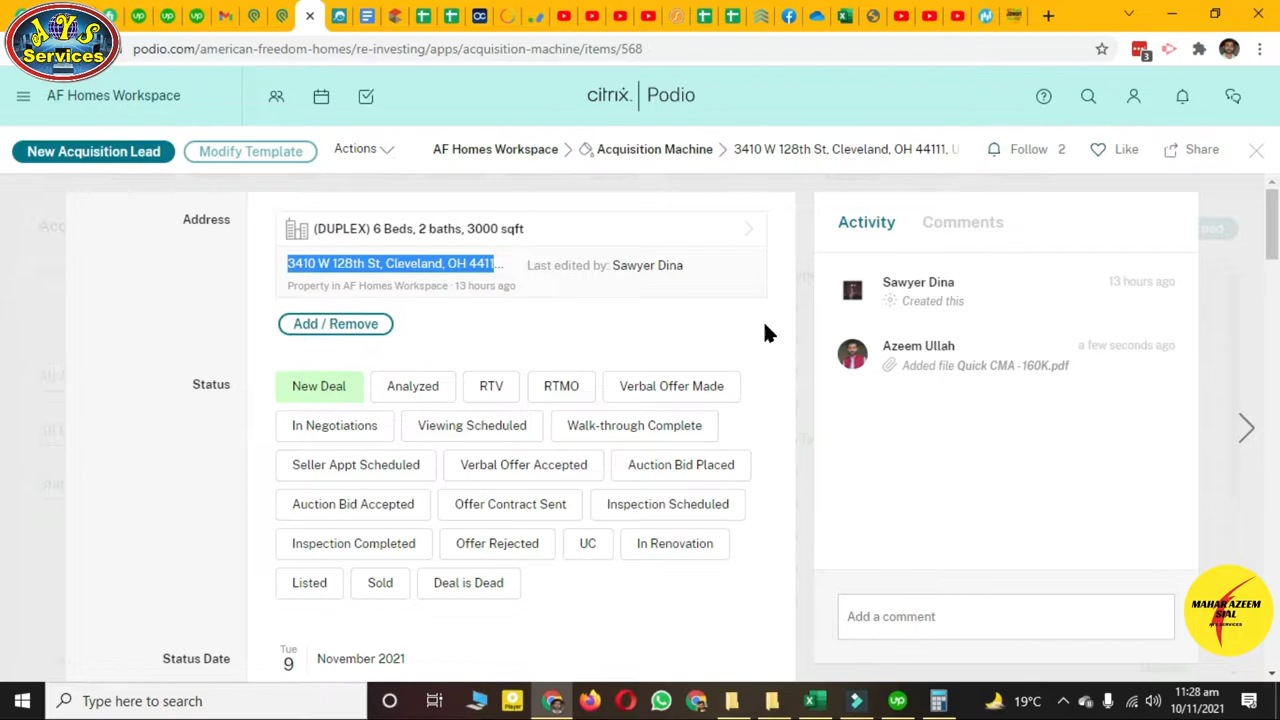 AYS
Services
podio.com/american-freedom-homes/re-investing/apps/acquisition-machine/items/568
3
AF Homes Workspace
citrix | Podio
New Acquisition Lead
Modify Template
Actions
AF Homes Workspace
Acquisition Machine
3410 W 128th St, Cleveland, OH 44111, U
Follow 2
Like
Share
Address
(DUPLEX) 6 Beds, 2 baths, 3000 sqft
3410 W 128th St, Cleveland, OH 4411...
Last edited by: Sawyer Dina
Property in AF Homes Workspace · 13 hours ago
Add / Remove
Status
New Deal
Analyzed
RTV
RTMO
Verbal Offer Made
In Negotiations
Viewing Scheduled
Walk-through Complete
Seller Appt Scheduled
Verbal Offer Accepted
Auction Bid Placed
Auction Bid Accepted
Offer Contract Sent
Inspection Scheduled
Inspection Completed
Offer Rejected
UC
In Renovation
Listed
Sold
Deal is Dead
Status Date
Tue
9
November 2021
Activity
Comments
Sawyer Dina
13 hours ago
Created this
Azeem Ullah
a few seconds ago
Added file Quick CMA - 160K.pdf
Add a comment
MAHAR AZEEM
SIAL
AYS SERVICES
Type here to search
19°C
11:28 am
10/11/2021